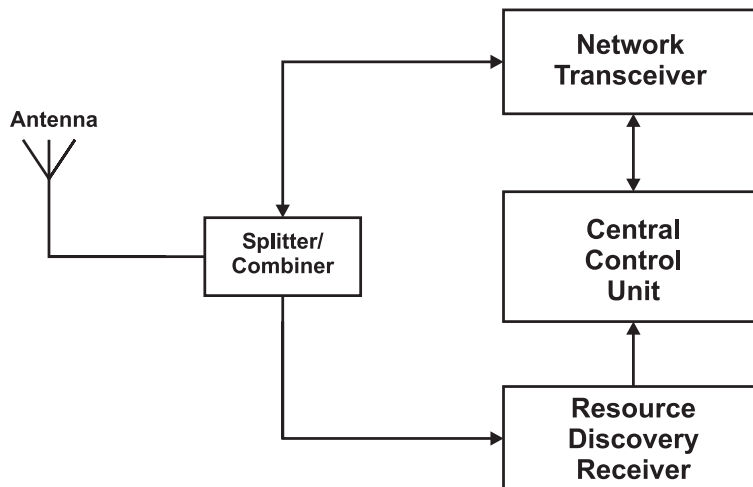 Network
Transceiver
Antenna
Splitter/
Combiner
Central
Control
Unit
Resource
Discovery
Receiver